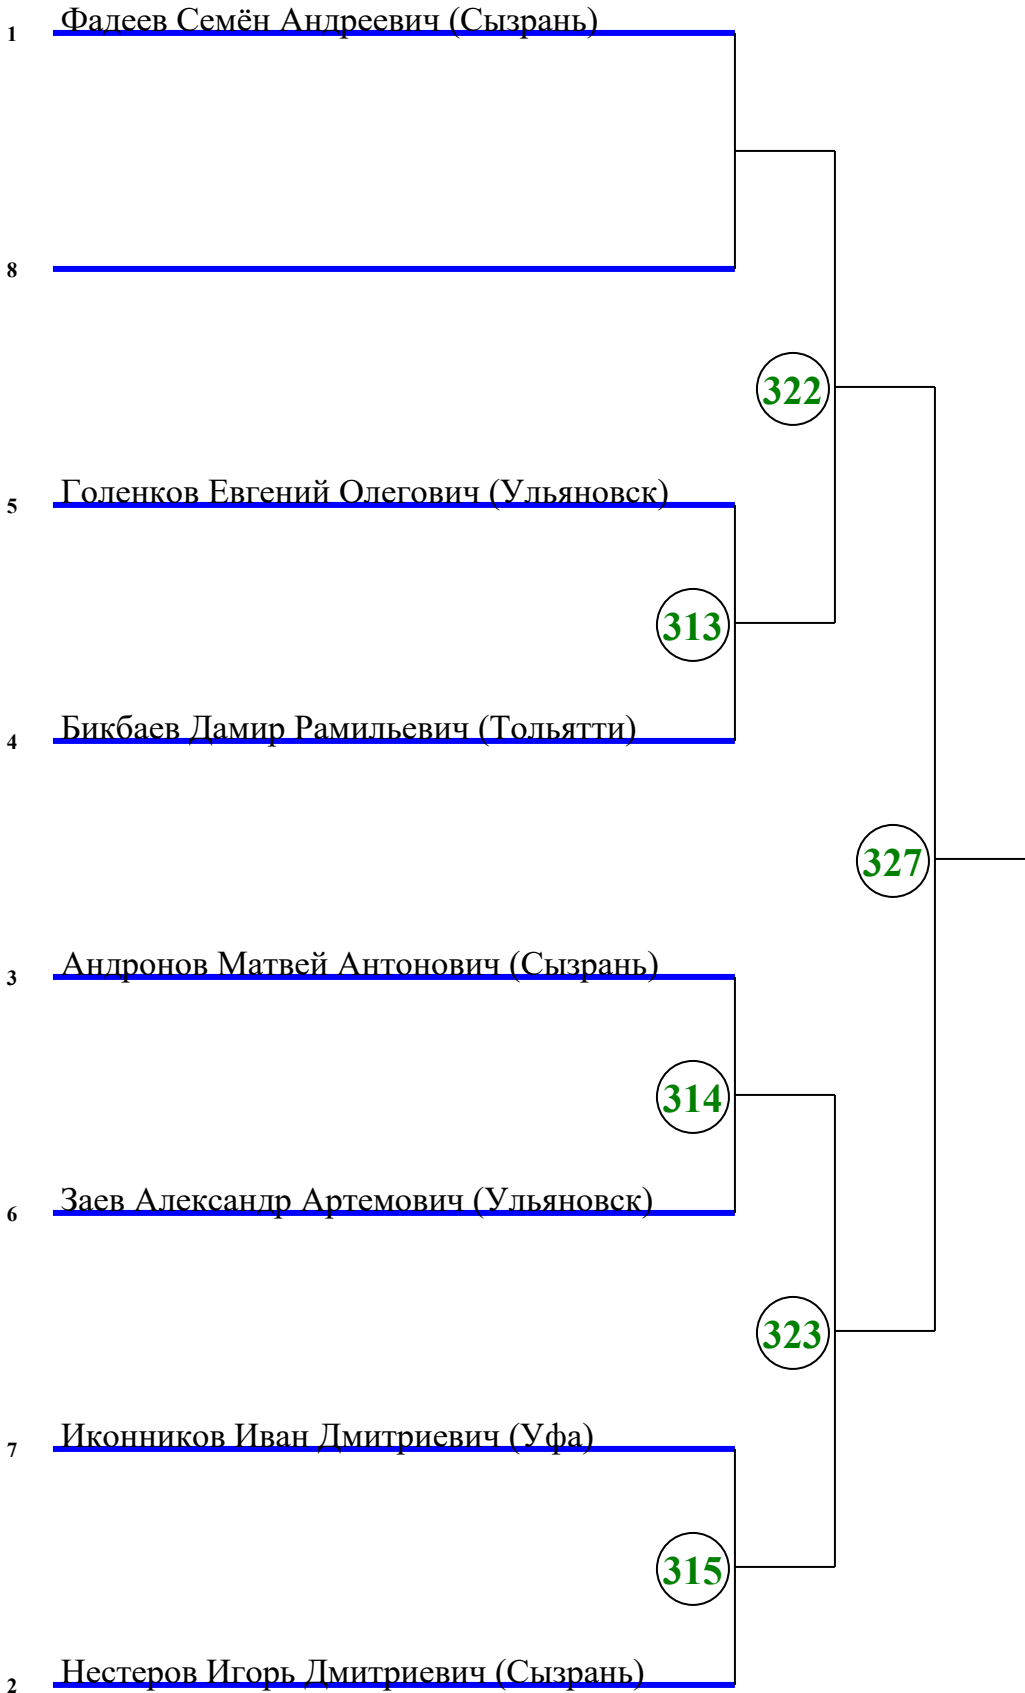 1 Фадеев Семён Андреевич (Сызрань)
8
322
5 Голенков Евгений Олегович (Ульяновск)
313
4 Бикбаев Дамир Рамильевич (Тольятти)
327
3 Андронов Матвей Антонович (Сызрань)
314
6 Заев Александр Артемович (Ульяновск)
323
7 Иконников Иван Дмитриевич (Уфа)
315
2 Нестеров Игорь Дмитриевич (Сызрань)